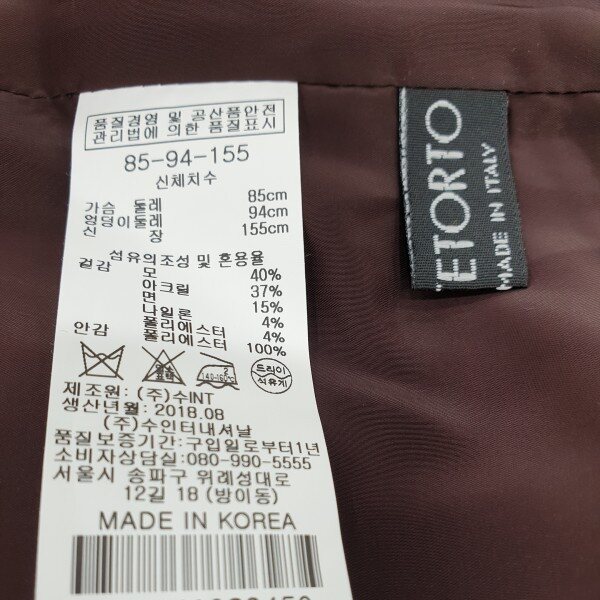 품질경영 및 공산품안전
관리법에 의한 품질표시
85-94-155
신체치수
가슴 둘레 85cm
엉덩이둘레 94cm
신 장 155cm
섬유의조성 및 혼용율
겉감 모 40%
아크릴 37%
면 15%
나일론 4%
폴리에스터 4%
안감 폴리에스터 100%
드라이
석유계
제조원: (주)수INT
생산년월: 2018.08
(주)수인터내셔날
품질보증기간: 구입일로부터1년
소비자상담실: 080-990-5555
서울시 송파구 위례성대로
12길 18 (방이동)
MADE IN KOREA
ETORTO
MADE IN ITALY